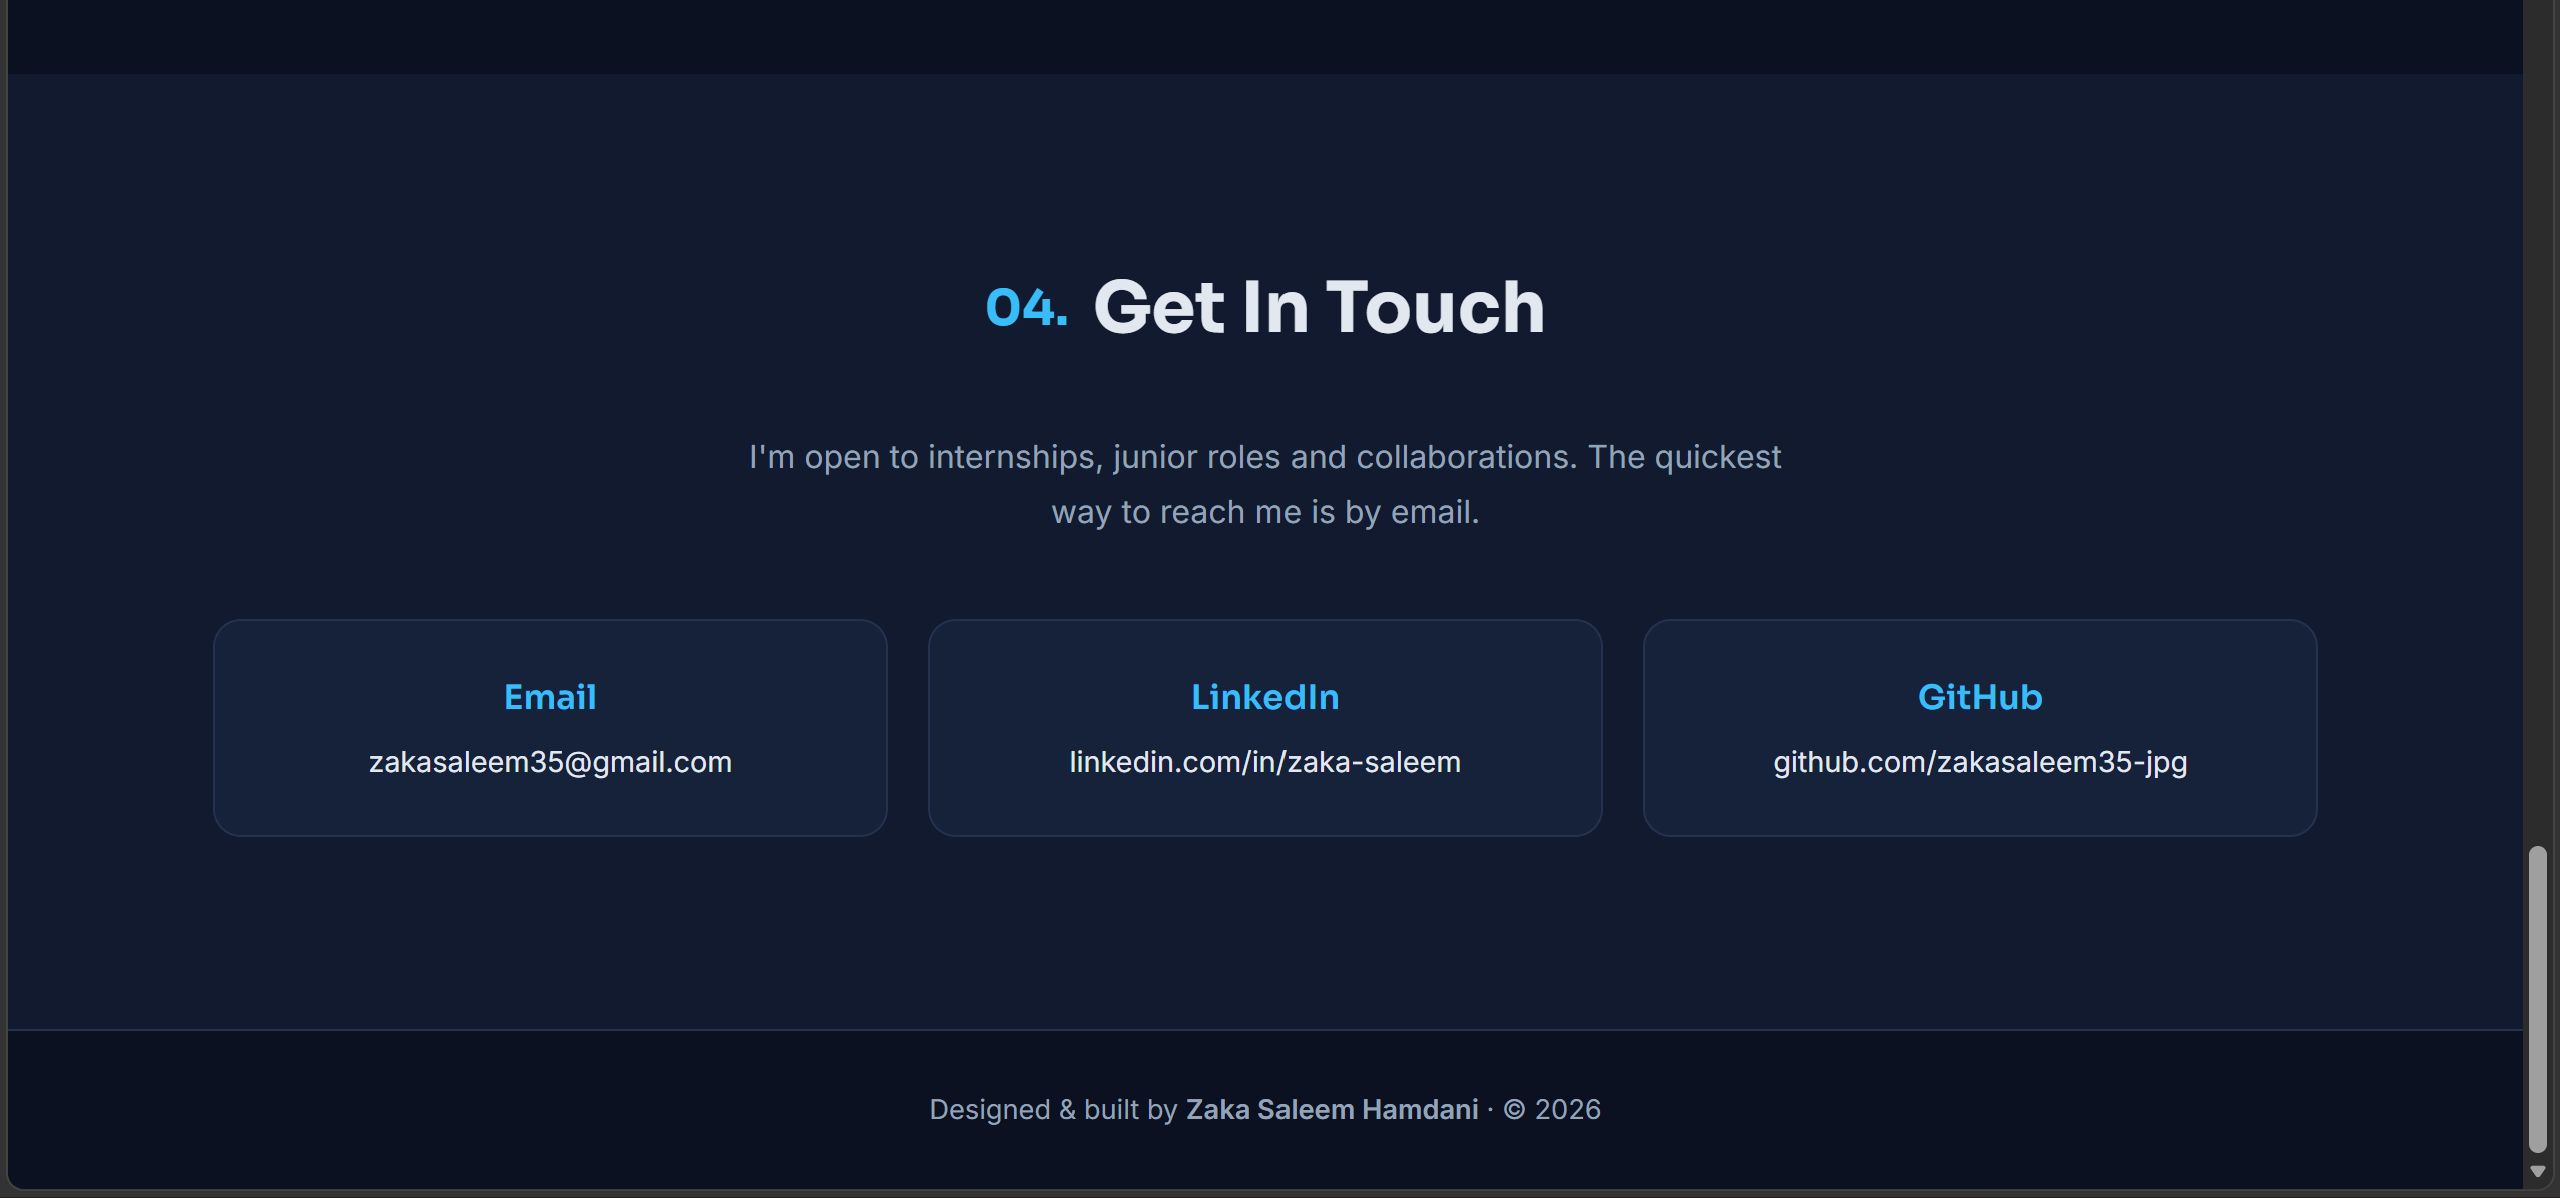 04. Get In Touch
I'm open to internships, junior roles and collaborations. The quickest
way to reach me is by email.
Email
zakasaleem35@gmail.com
LinkedIn
linkedin.com/in/zaka-saleem
GitHub
github.com/zakasaleem35-jpg
Designed & built by Zaka Saleem Hamdani · © 2026